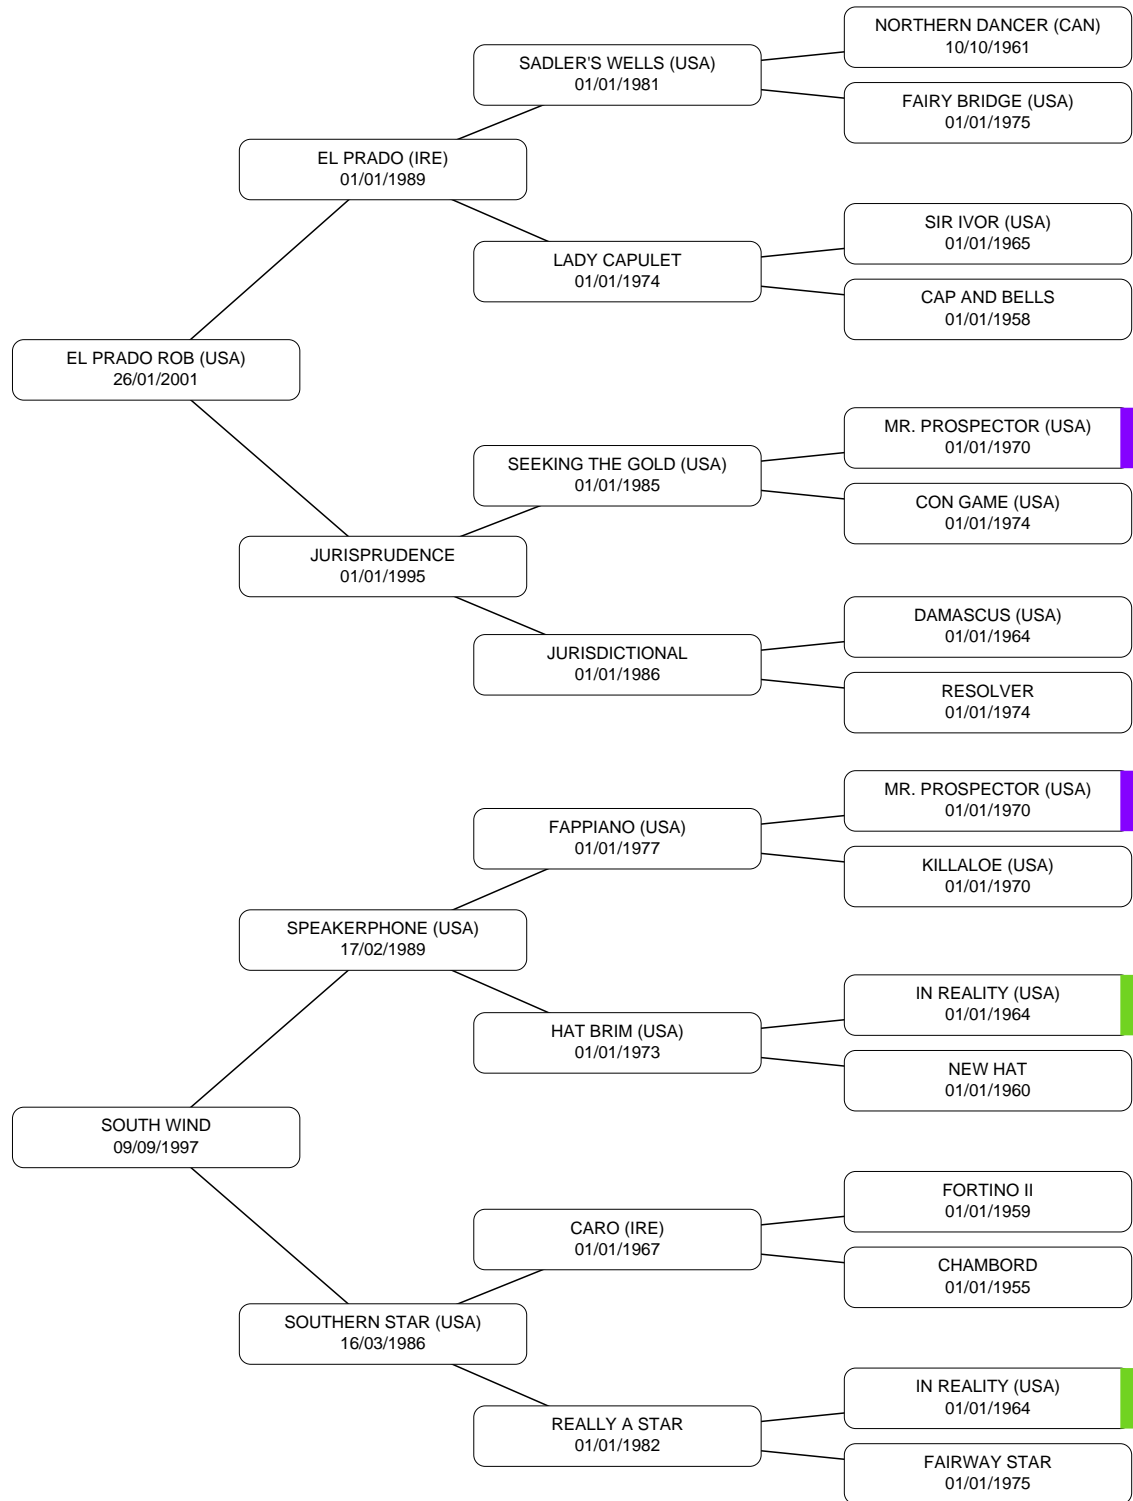 NORTHERN DANCER (CAN)
10/10/1961
SADLER'S WELLS (USA)
01/01/1981
FAIRY BRIDGE (USA)
01/01/1975
EL PRADO (IRE)
01/01/1989
SIR IVOR (USA)
01/01/1965
LADY CAPULET
01/01/1974
CAP AND BELLS
01/01/1958
EL PRADO ROB (USA)
26/01/2001
MR. PROSPECTOR (USA)
01/01/1970
SEEKING THE GOLD (USA)
01/01/1985
CON GAME (USA)
01/01/1974
JURISPRUDENCE
01/01/1995
DAMASCUS (USA)
01/01/1964
JURISDICTIONAL
01/01/1986
RESOLVER
01/01/1974
MR. PROSPECTOR (USA)
01/01/1970
FAPPIANO (USA)
01/01/1977
KILLALOE (USA)
01/01/1970
SPEAKERPHONE (USA)
17/02/1989
IN REALITY (USA)
01/01/1964
HAT BRIM (USA)
01/01/1973
NEW HAT
01/01/1960
SOUTH WIND
09/09/1997
FORTINO II
01/01/1959
CARO (IRE)
01/01/1967
CHAMBORD
01/01/1955
SOUTHERN STAR (USA)
16/03/1986
IN REALITY (USA)
01/01/1964
REALLY A STAR
01/01/1982
FAIRWAY STAR
01/01/1975